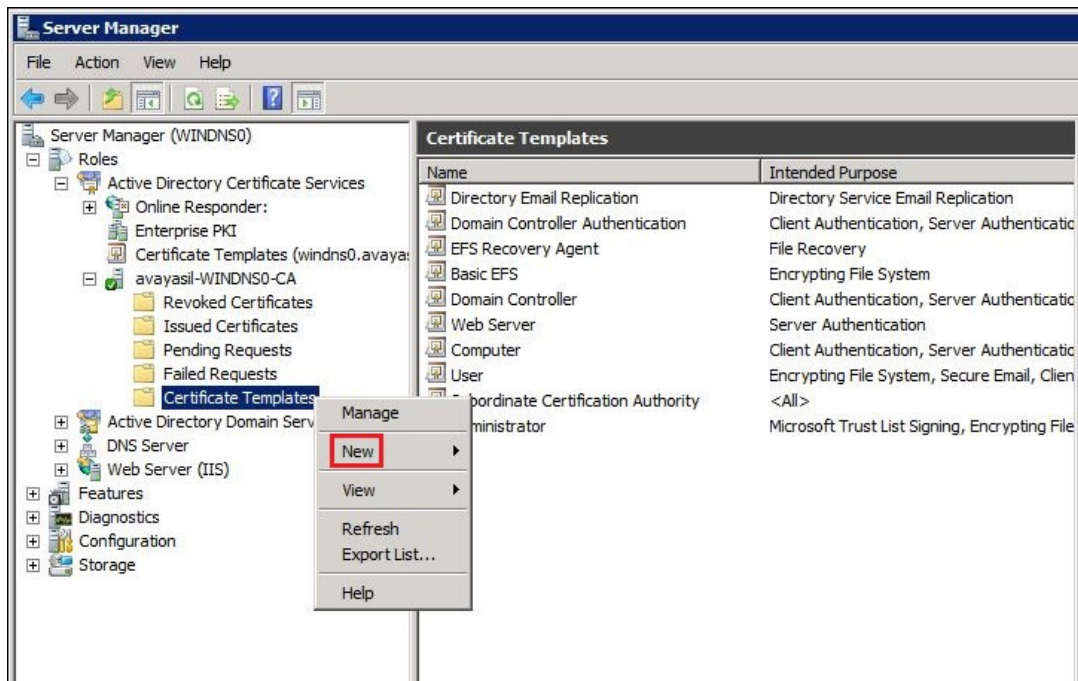 Server Manager
File Action View Help
Server Manager (WINDNS0)
Roles
Active Directory Certificate Services
Online Responder:
Enterprise PKI
Certificate Templates (windns0.avaya
avayasil-WINDNS0-CA
Revoked Certificates
Issued Certificates
Pending Requests
Failed Requests
Certificate Templates
Active Directory Domain Serv
DNS Server
Web Server (IIS)
Features
Diagnostics
Configuration
Storage
Manage
New
View
Refresh
Export List...
Help
Certificate Templates
Name Intended Purpose
Directory Email Replication Directory Service Email Replication
Domain Controller Authentication Client Authentication, Server Authenticatio
EFS Recovery Agent File Recovery
Basic EFS Encrypting File System
Domain Controller Client Authentication, Server Authenticatio
Web Server Server Authentication
Computer Client Authentication, Server Authenticatio
User Encrypting File System, Secure Email, Clien
bordinate Certification Authority <All>
ministrator Microsoft Trust List Signing, Encrypting File